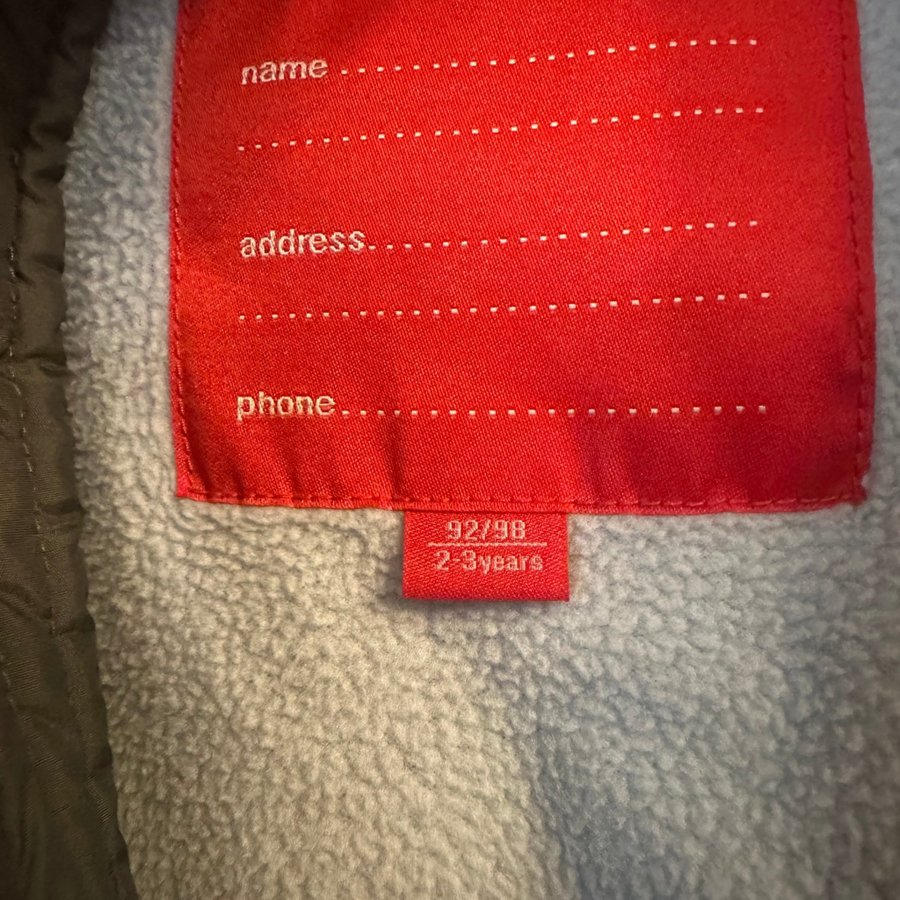 name ........................................
........................................
address........................................
........................................
phone........................................
92/98
2-3years